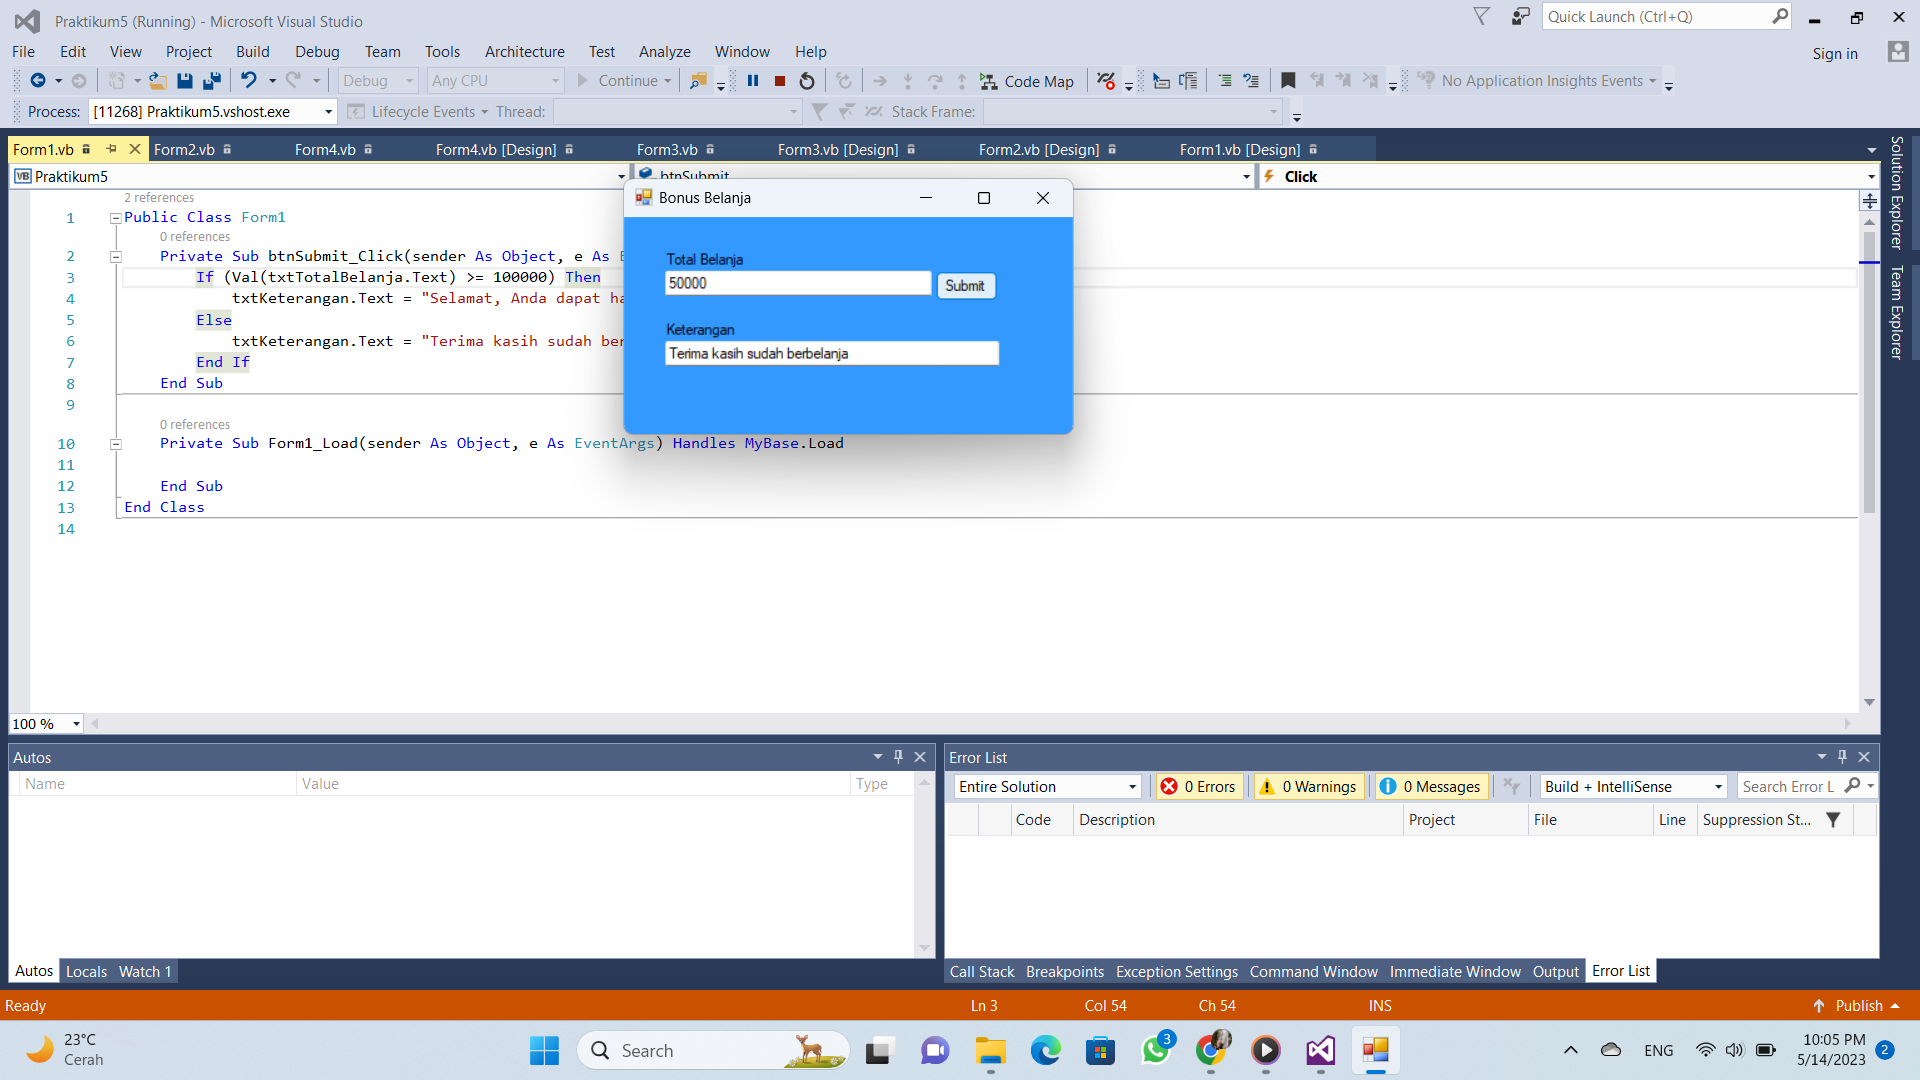 Praktikum5 (Running) - Microsoft Visual Studio
Quick Launch (Ctrl+Q)
File Edit View Project Build Debug Team Tools Architecture Test Analyze Window Help
Sign in
Debug Any CPU Continue Code Map No Application Insights Events
Process: [11268] Praktikum5.vshost.exe Lifecycle Events Thread: Stack Frame:
Form1.vb Form2.vb Form4.vb Form4.vb [Design] Form3.vb Form3.vb [Design] Form2.vb [Design] Form1.vb [Design]
VB Praktikum5 btnSubmit Click
2 references
1 Public Class Form1
0 references
2 Private Sub btnSubmit_Click(sender As Object, e As
3 If (Val(txtTotalBelanja.Text) >= 100000) Then
4 txtKeterangan.Text = "Selamat, Anda dapat ha
5 Else
6 txtKeterangan.Text = "Terima kasih sudah ber
7 End If
8 End Sub
9
0 references
10 Private Sub Form1_Load(sender As Object, e As EventArgs) Handles MyBase.Load
11
12 End Sub
13 End Class
14
Bonus Belanja
Total Belanja
50000 Submit
Keterangan
Terima kasih sudah berbelanja
Solution Explorer
Team Explorer
100 %
Autos
Name Value Type
Autos Locals Watch 1
Error List
Entire Solution 0 Errors 0 Warnings 0 Messages Build + IntelliSense Search Error L
Code Description Project File Line Suppression St...
Call Stack Breakpoints Exception Settings Command Window Immediate Window Output Error List
Ready Ln 3 Col 54 Ch 54 INS Publish
23°C
Cerah
Search
3
ENG
10:05 PM
5/14/2023
2